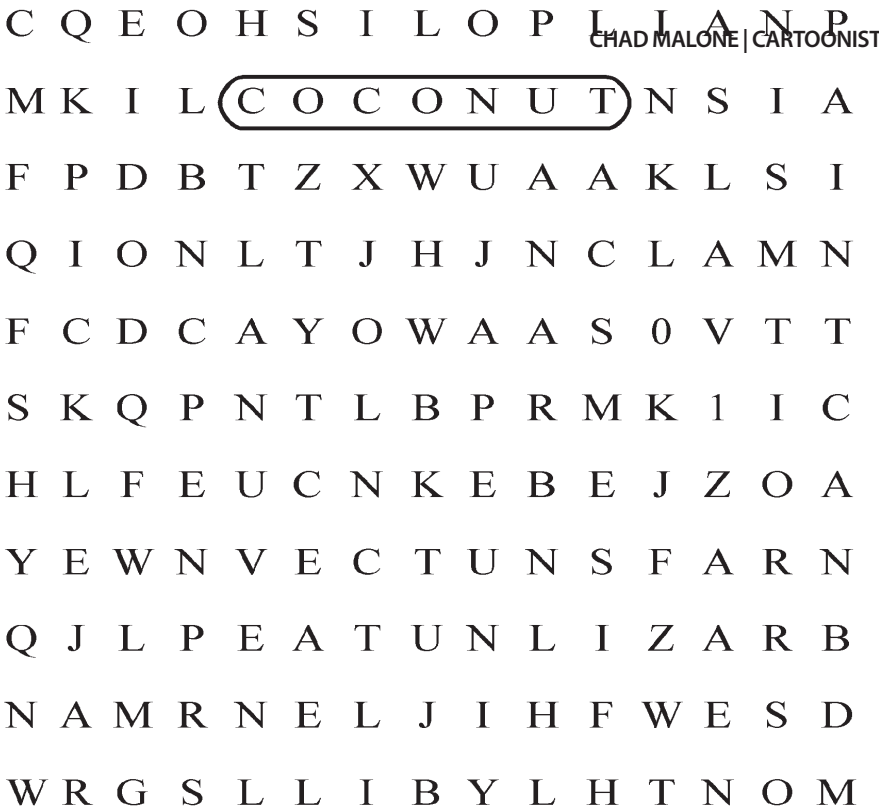 C Q E O H S I L O P L I A N P
CHAD MALONE | CARTOONIST
M K I L C O C O N U T N S I A
F P D B T Z X W U A A K L S I
Q I O N L T J H J N C L A M N
F C D C A Y O W A A S 0 V T T
S K Q P N T L B P R M K 1 I C
H L F E U C N K E B E J Z O A
Y E W N V E C T U N S F A R N
Q J L P E A T U N L I Z A R B
N A M R N E L J I H F W E S D
W R G S L L I B Y L H T N O M